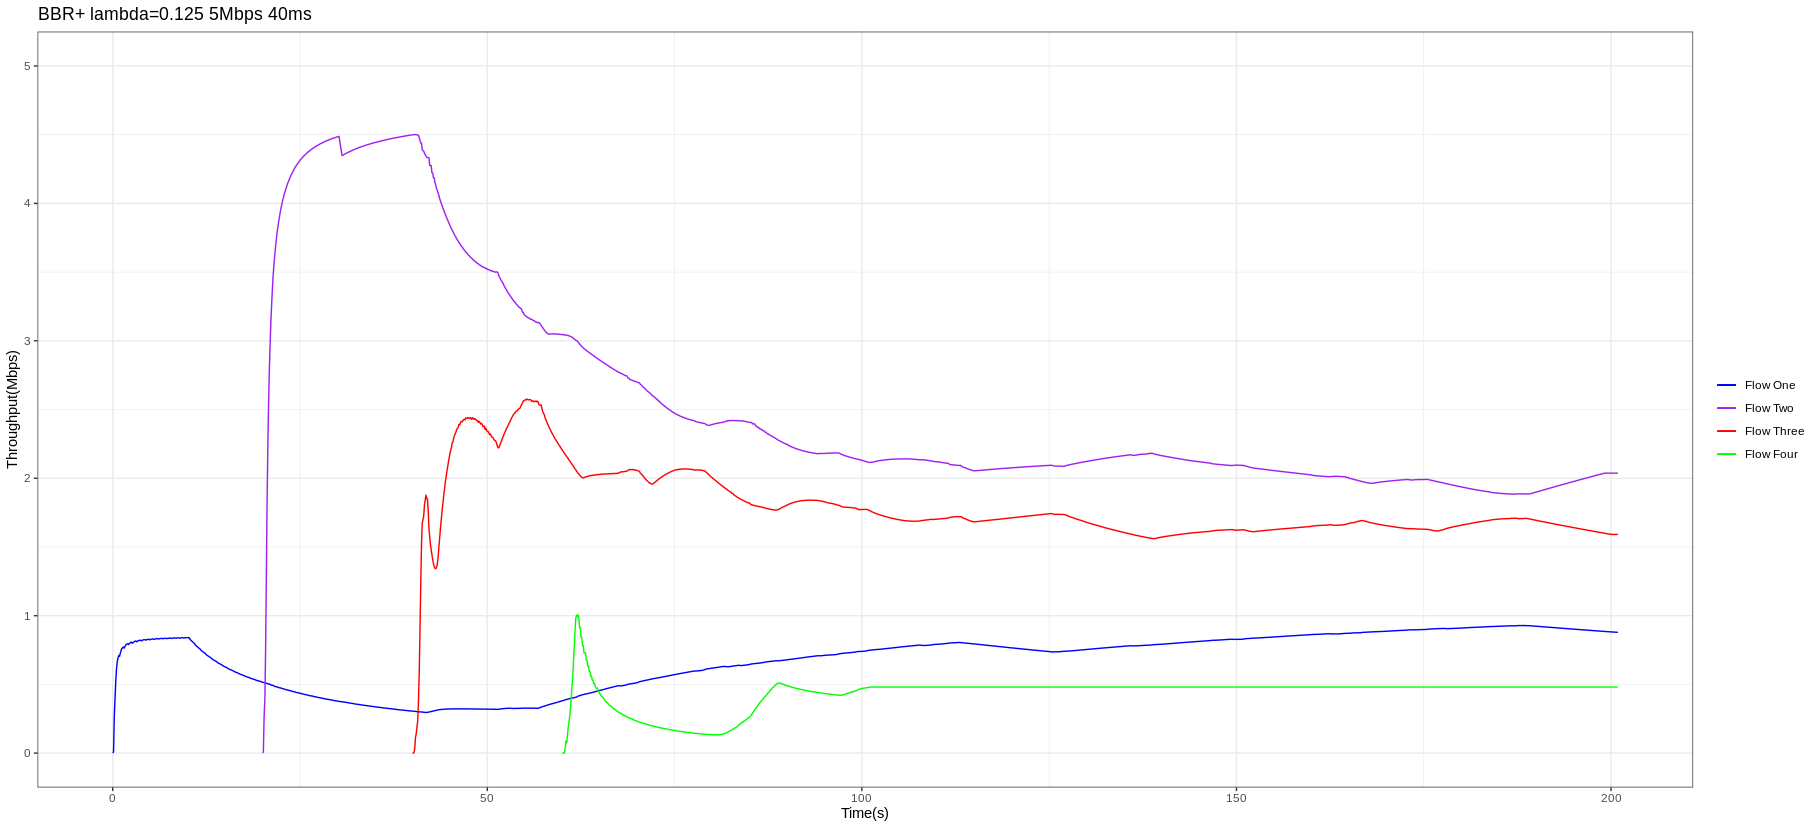 BBR+ lambda=0.125 5Mbps 40ms
Throughput(Mbps)
5
4
3
2
1
0
0 50 100 150 200
Time(s)
Flow One
Flow Two
Flow Three
Flow Four